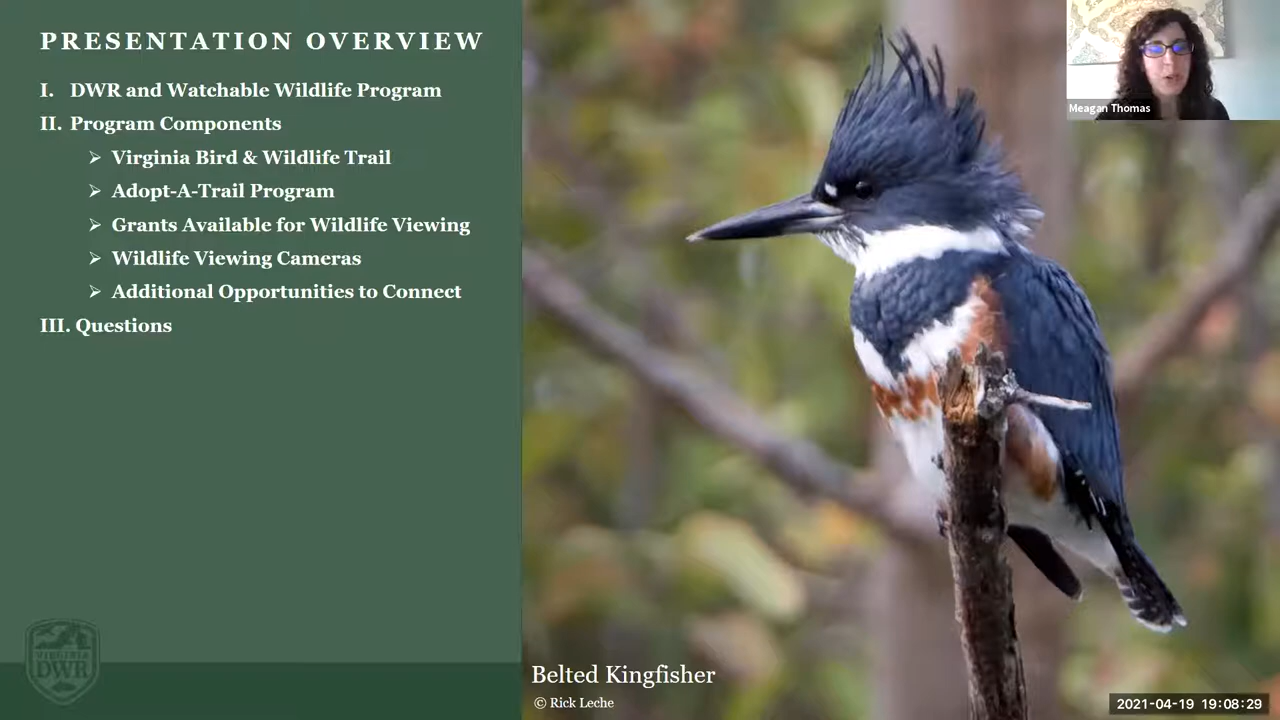 PRESENTATION OVERVIEW
I. DWR and Watchable Wildlife Program
II. Program Components
➢ Virginia Bird & Wildlife Trail
➢ Adopt-A-Trail Program
➢ Grants Available for Wildlife Viewing
➢ Wildlife Viewing Cameras
➢ Additional Opportunities to Connect
III. Questions
VIRGINIA
DWR
Belted Kingfisher
© Rick Leche
Meagan Thomas
2021-04-19 19:08:29